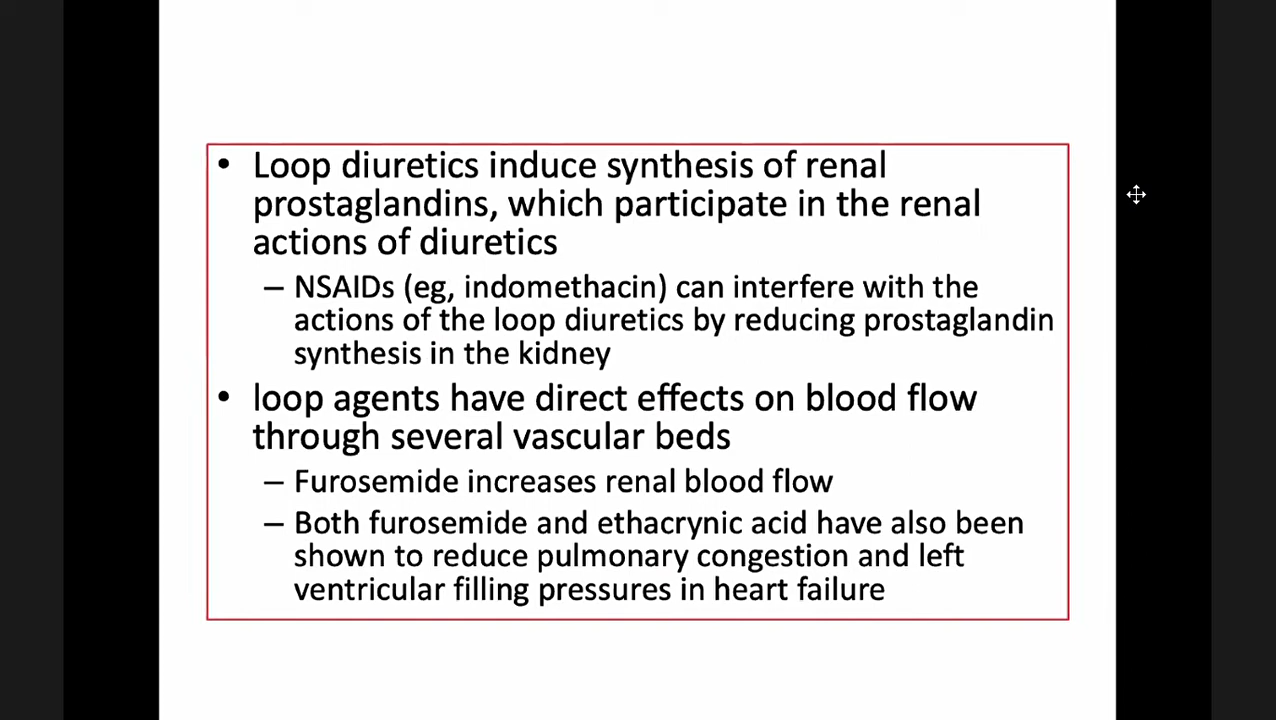 • Loop diuretics induce synthesis of renal
prostaglandins, which participate in the renal
actions of diuretics
– NSAIDs (eg, indomethacin) can interfere with the
actions of the loop diuretics by reducing prostaglandin
synthesis in the kidney
• loop agents have direct effects on blood flow
through several vascular beds
– Furosemide increases renal blood flow
– Both furosemide and ethacrynic acid have also been
shown to reduce pulmonary congestion and left
ventricular filling pressures in heart failure